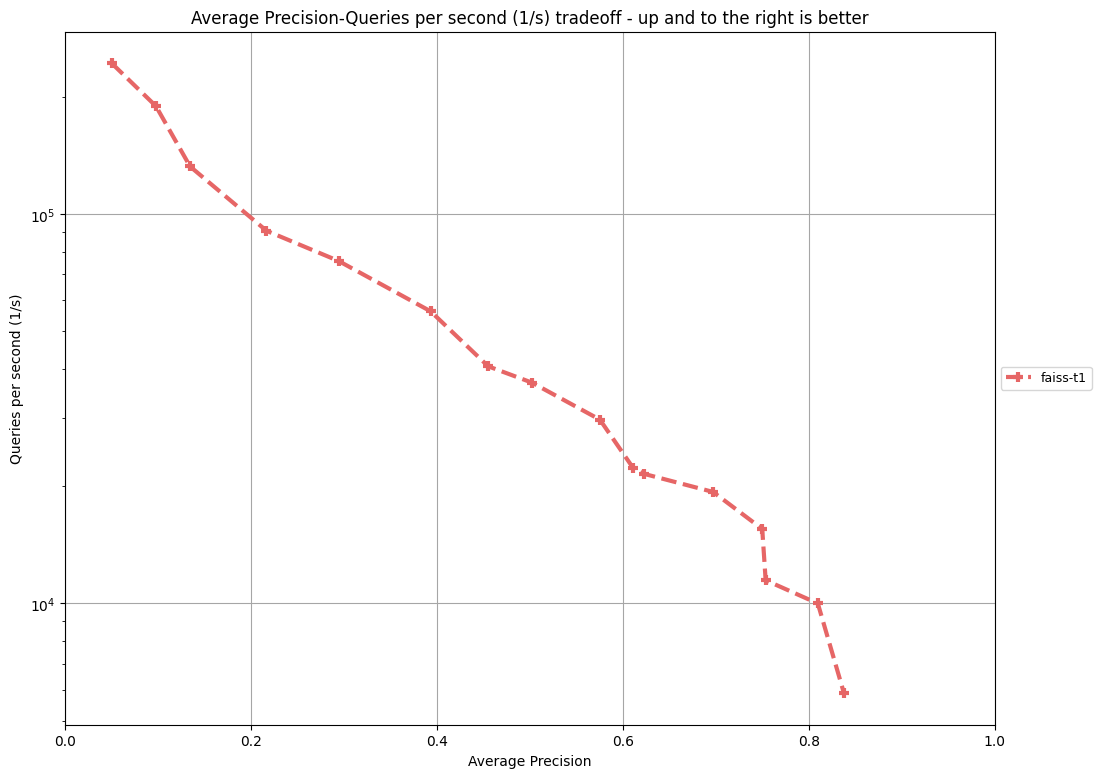 Average Precision-Queries per second (1/s) tradeoff - up and to the right is better
10^5
10^4
Queries per second (1/s)
faiss-t1
0.0 0.2 0.4 0.6 0.8 1.0
Average Precision